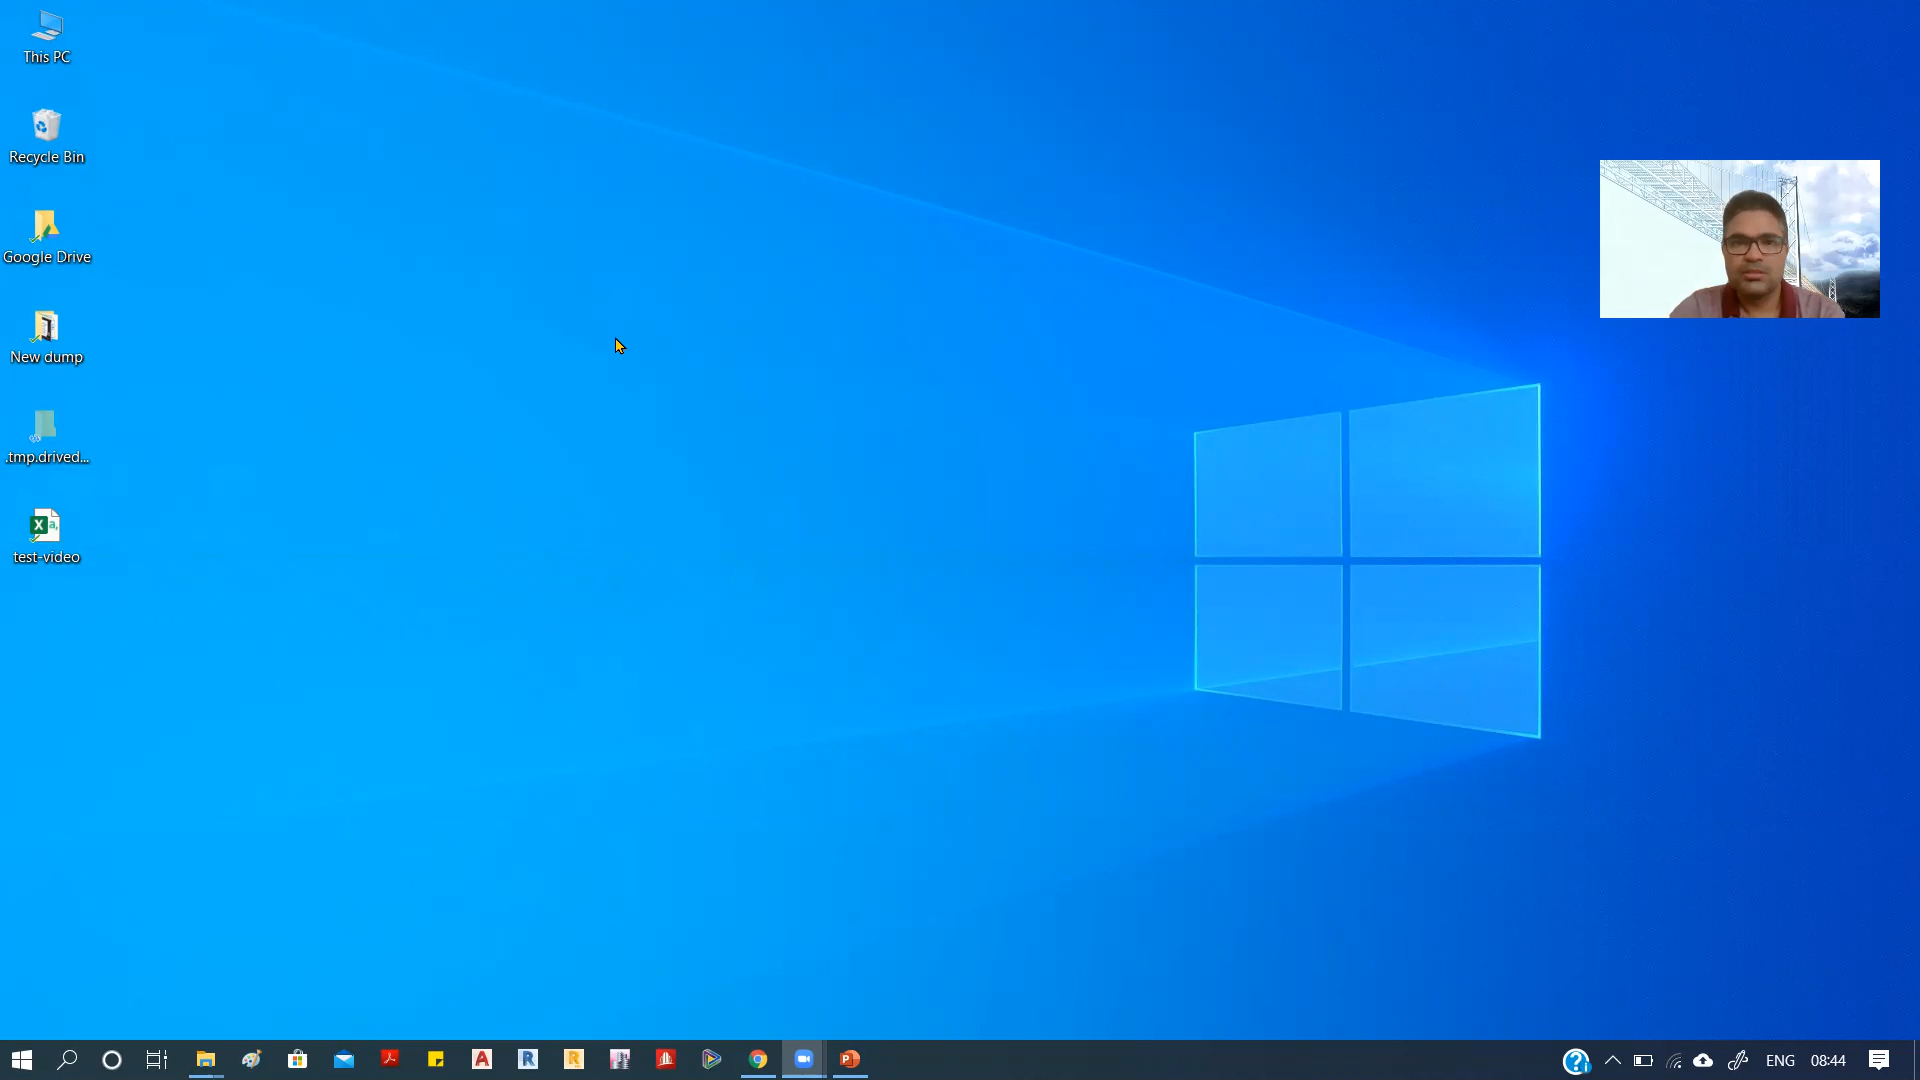 This PC
Recycle Bin
Google Drive
New dump
.tmp.drived...
test-video
ENG
08:44